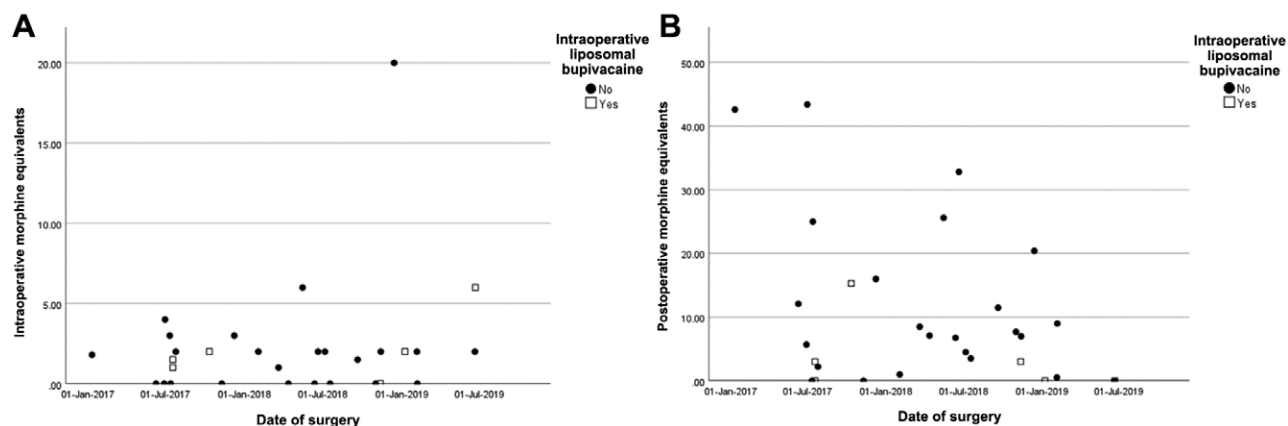 A
Intraoperative morphine equivalents
20.00
15.00
10.00
5.00
.00
01-Jan-2017 01-Jul-2017 01-Jan-2018 01-Jul-2018 01-Jan-2019 01-Jul-2019
Date of surgery
Intraoperative
liposomal
bupivacaine
No
Yes
B
Postoperative morphine equivalents
50.00
40.00
30.00
20.00
10.00
.00
01-Jan-2017 01-Jul-2017 01-Jan-2018 01-Jul-2018 01-Jan-2019 01-Jul-2019
Date of surgery
Intraoperative
liposomal
bupivacaine
No
Yes